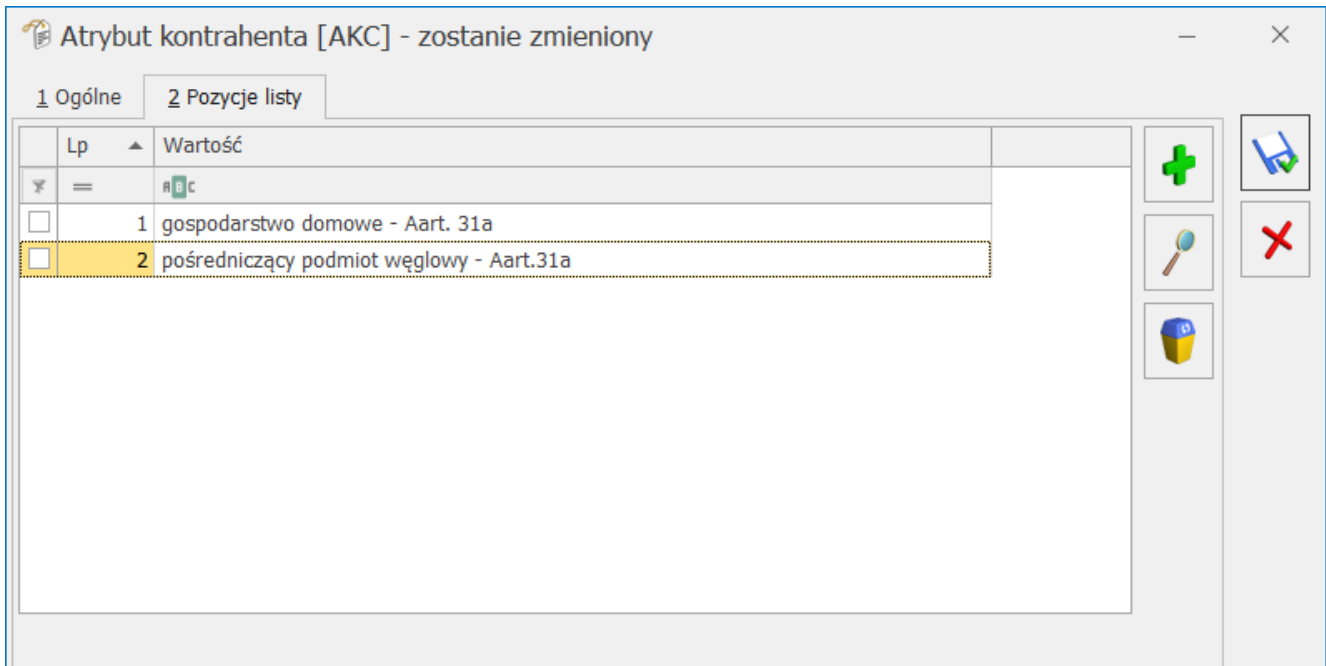 Atrybut kontrahenta [AKC] - zostanie zmieniony
1 Ogólne 2 Pozycje listy
Lp Wartość
= ABC
1 gospodarstwo domowe - Aart. 31a
2 pośredniczący podmiot węglowy - Aart.31a